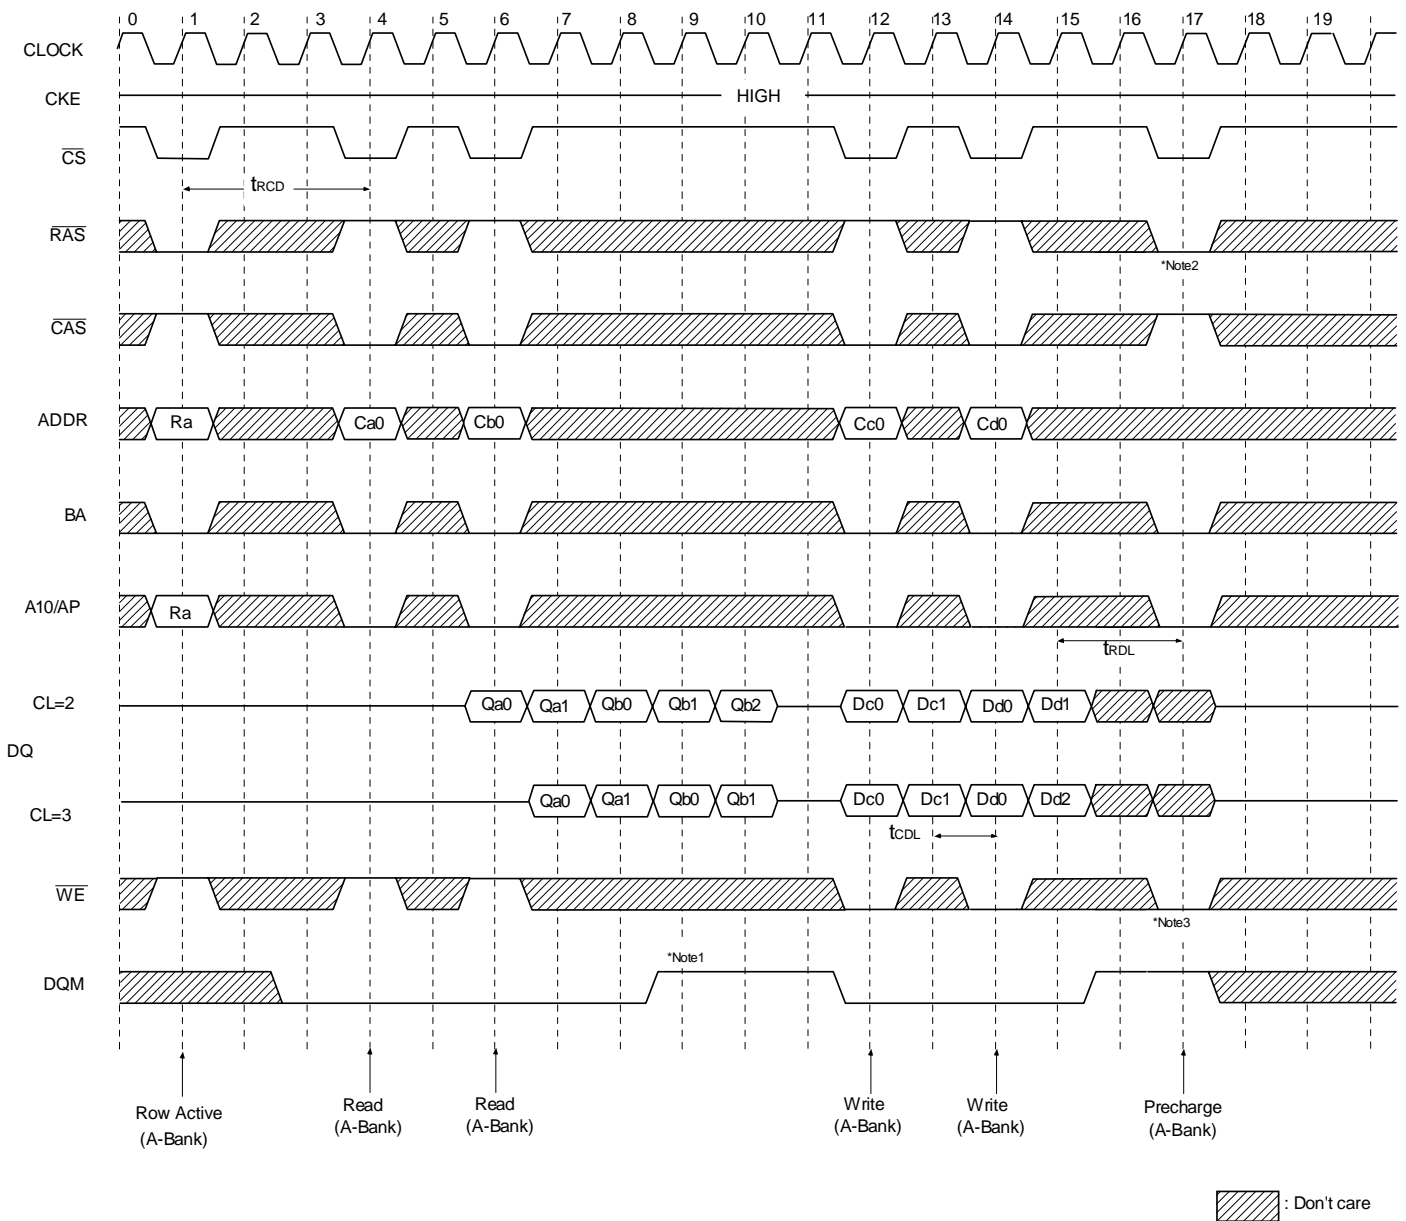 0 1 2 3 4 5 6 7 8 9 10 11 12 13 14 15 16 17 18 19
CLOCK
CKE
HIGH
CS
tRCD
RAS
*Note2
CAS
ADDR
Ra Ca0 Cb0 Cc0 Cd0
BA
A10/AP
Ra
tRDL
CL=2
Qa0 Qa1 Qb0 Qb1 Qb2 Dc0 Dc1 Dd0 Dd1
DQ
CL=3
Qa0 Qa1 Qb0 Qb1 Dc0 Dc1 Dd0 Dd2
tCDL
WE
*Note3
*Note1
DQM
Row Active
(A-Bank)
Read
(A-Bank)
Read
(A-Bank)
Write
(A-Bank)
Write
(A-Bank)
Precharge
(A-Bank)
: Don't care